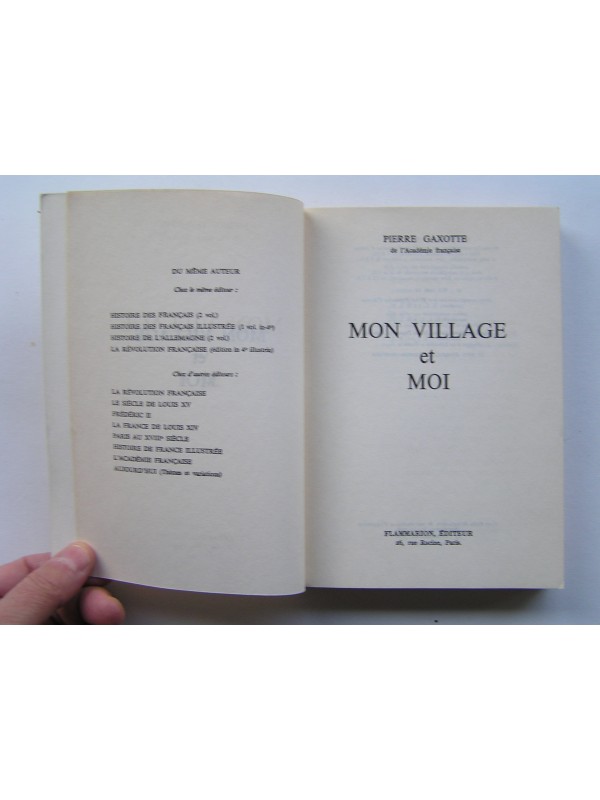 DU MÊME AUTEUR
Chez le même éditeur :
HISTOIRE DES FRANÇAIS (2 vol.)
HISTOIRE DES FRANÇAIS ILLUSTRÉE (1 vol. in-4º)
HISTOIRE DE L'ALLEMAGNE (2 vol.)
LA RÉVOLUTION FRANÇAISE (édition in 4º illustrée)
Chez d'autres éditeurs :
LA RÉVOLUTION FRANÇAISE
LE SIÈCLE DE LOUIS XV
FRÉDÉRIC II
LA FRANCE DE LOUIS XIV
PARIS AU XVIIIᵉ SIÈCLE
HISTOIRE DE FRANCE ILLUSTRÉE
L'ACADÉMIE FRANÇAISE
AUJOURD'HUI (Thèmes et variations)
PIERRE GAXOTTE
de l'Académie française
MON VILLAGE
et
MOI
FLAMMARION, ÉDITEUR
26, rue Racine, Paris.